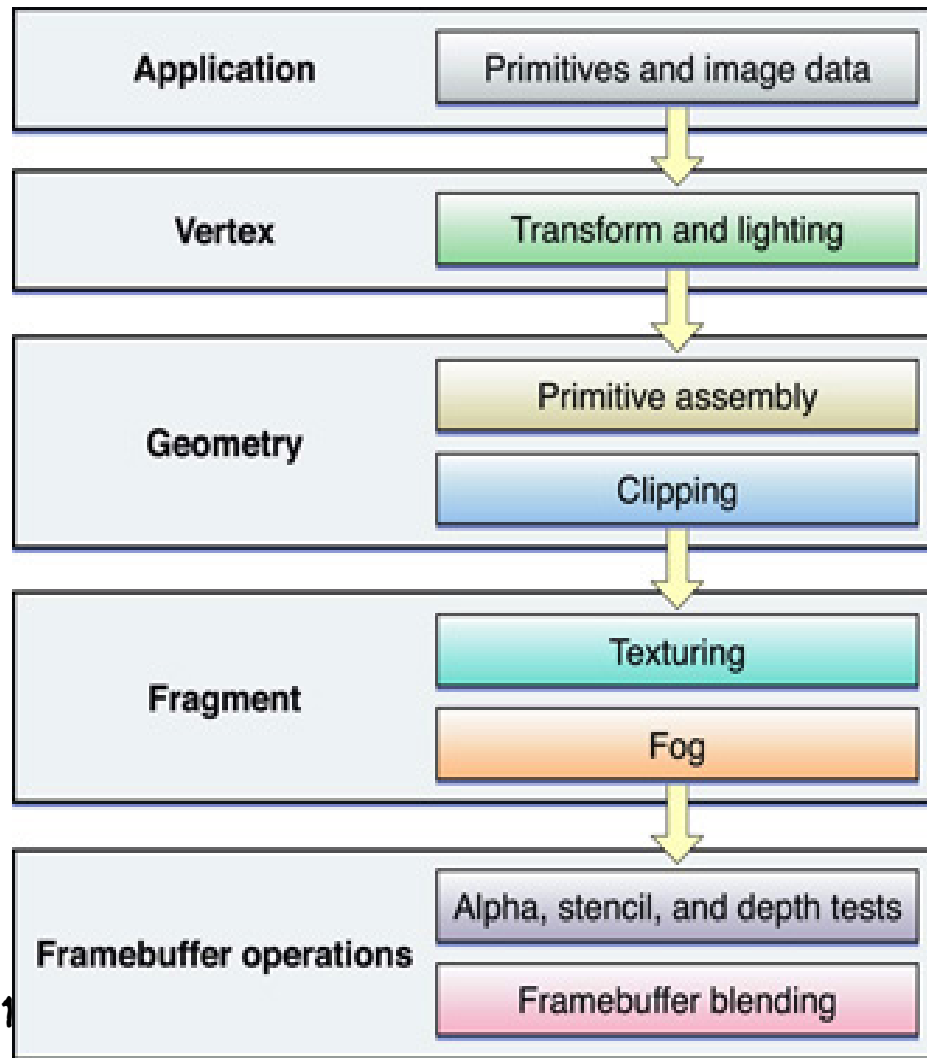 Application
Primitives and image data
Vertex
Transform and lighting
Geometry
Primitive assembly
Clipping
Fragment
Texturing
Fog
Framebuffer operations
Alpha, stencil, and depth tests
Framebuffer blending
1